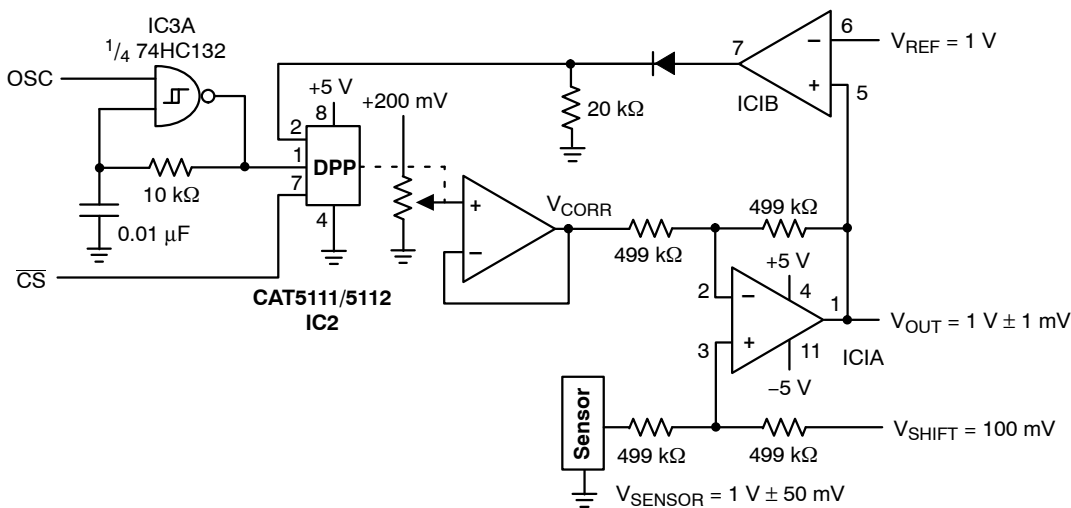 IC3A
1/4 74HC132
OSC
10 kΩ
0.01 µF
CS
+5 V
8
2
1
7
4
DPP
CAT5111/5112
IC2
+200 mV
+
−
VCORR
20 kΩ
7
−
+
6
5
ICIB
VREF = 1 V
499 kΩ
499 kΩ
+5 V
4
2
−
3
+
1
11
−5 V
ICIA
VOUT = 1 V ± 1 mV
Sensor
499 kΩ
499 kΩ
VSHIFT = 100 mV
VSENSOR = 1 V ± 50 mV